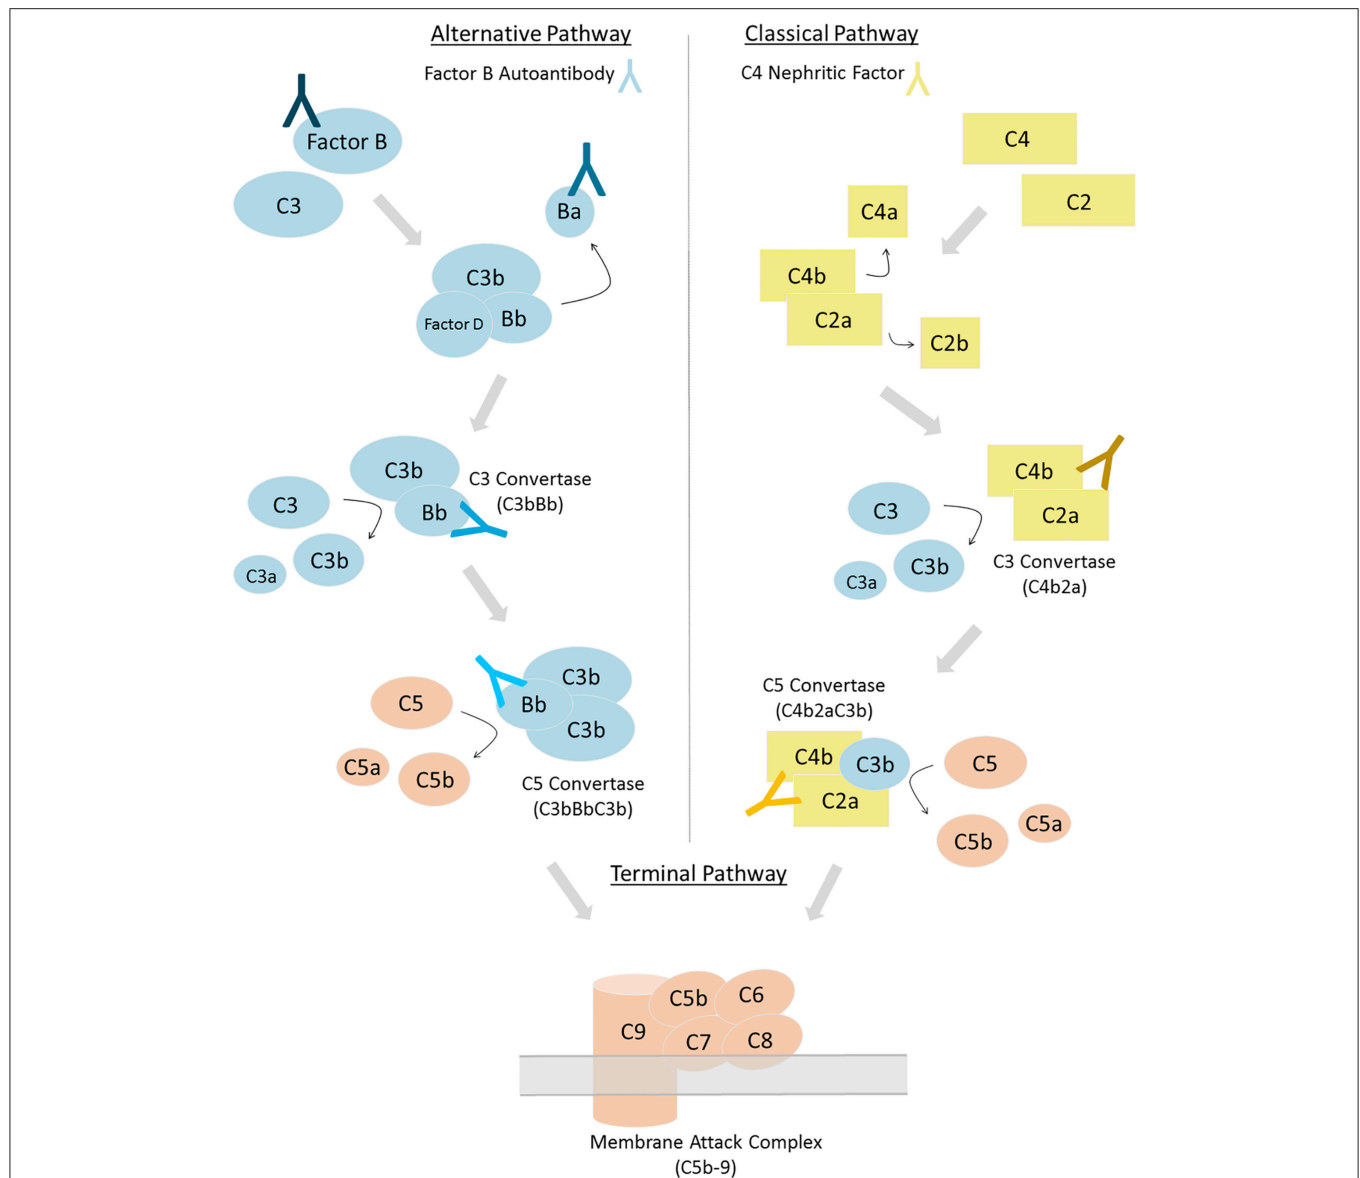 Alternative Pathway
Factor B Autoantibody
Factor B
C3
Ba
C3b
Factor D
Bb
C3b
Bb
C3 Convertase
(C3bBb)
C3
C3b
C3a
C3b
Bb
C3b
C5
C5a
C5b
C5 Convertase
(C3bBbC3b)
Classical Pathway
C4 Nephritic Factor
C4
C2
C4a
C4b
C2a
C2b
C4b
C2a
C3
C3b
C3a
C3 Convertase
(C4b2a)
C5 Convertase
(C4b2aC3b)
C4b
C3b
C2a
C5
C5a
C5b
Terminal Pathway
C5b
C6
C9
C7
C8
Membrane Attack Complex
(C5b-9)